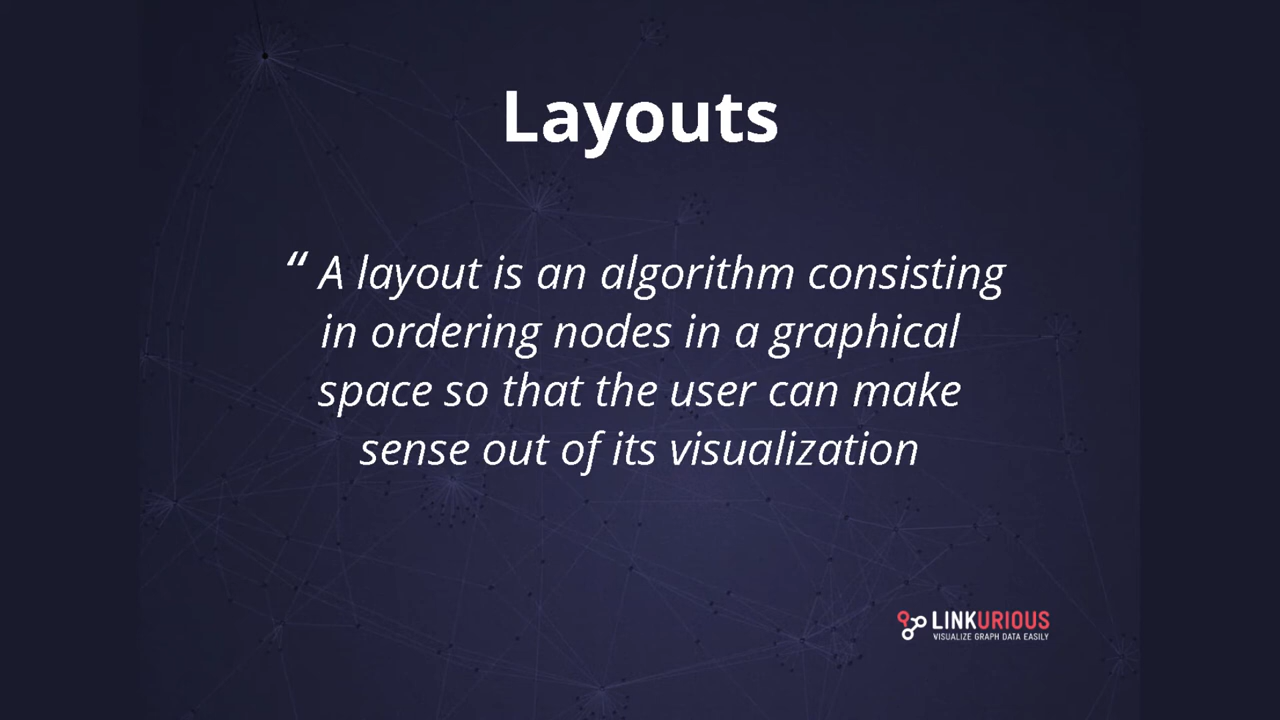 Layouts
“ A layout is an algorithm consisting
in ordering nodes in a graphical
space so that the user can make
sense out of its visualization
LINKURIOUS
VISUALIZE GRAPH DATA EASILY